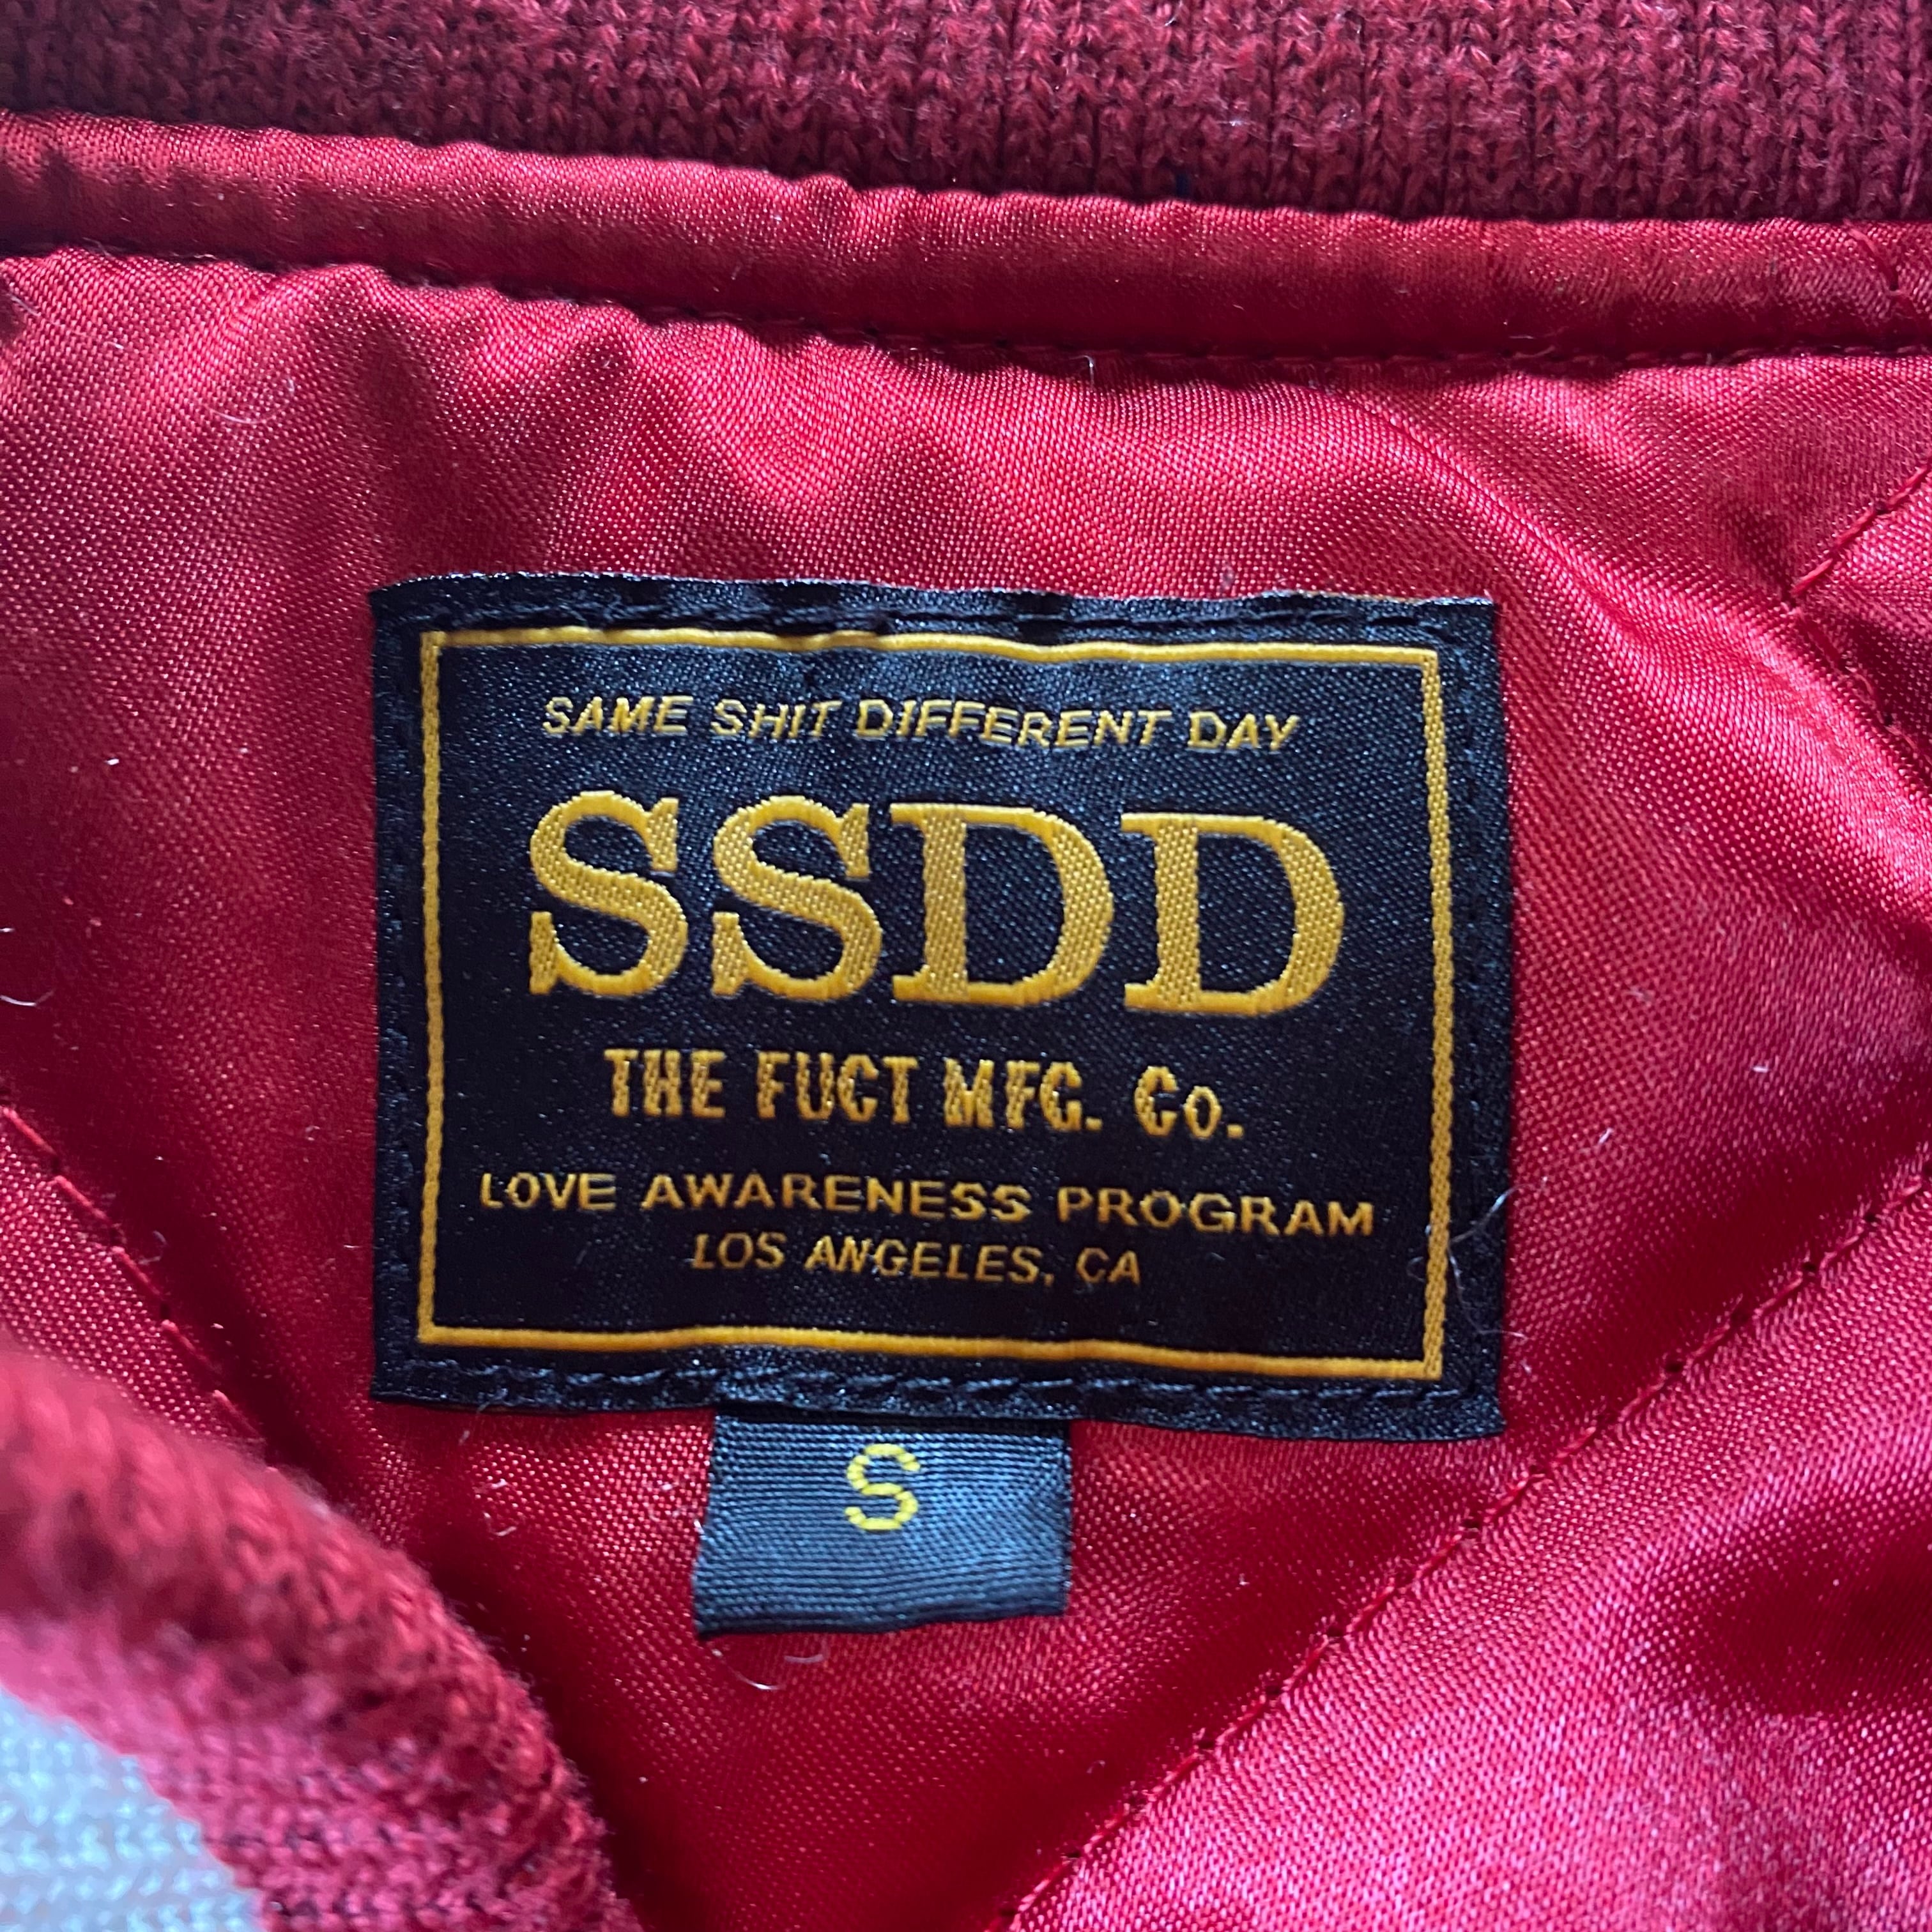 SAME SHIT DIFFERENT DAY
SSDD
THE FUCT MFG. Co.
LOVE AWARENESS PROGRAM
LOS ANGELES, CA
S